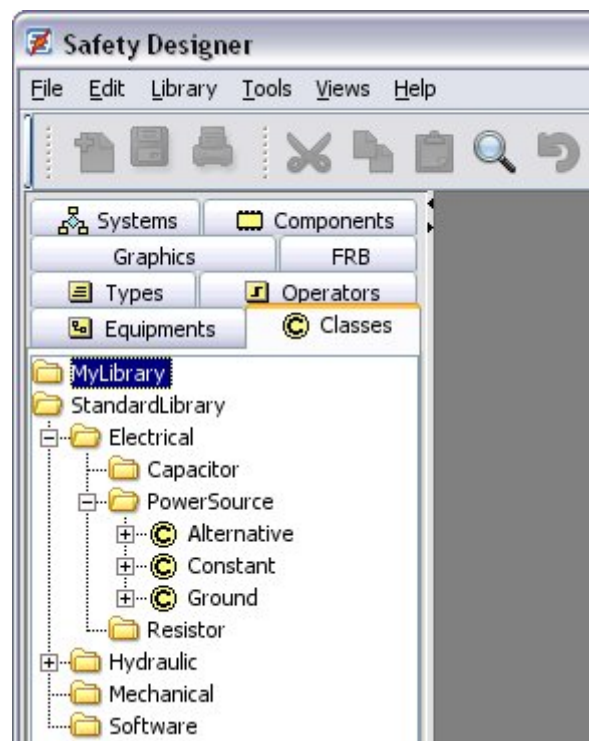 Safety Designer
File Edit Library Tools Views Help
Systems Components
Graphics FRB
Types Operators
Equipments Classes
MyLibrary
StandardLibrary
Electrical
Capacitor
PowerSource
Alternative
Constant
Ground
Resistor
Hydraulic
Mechanical
Software